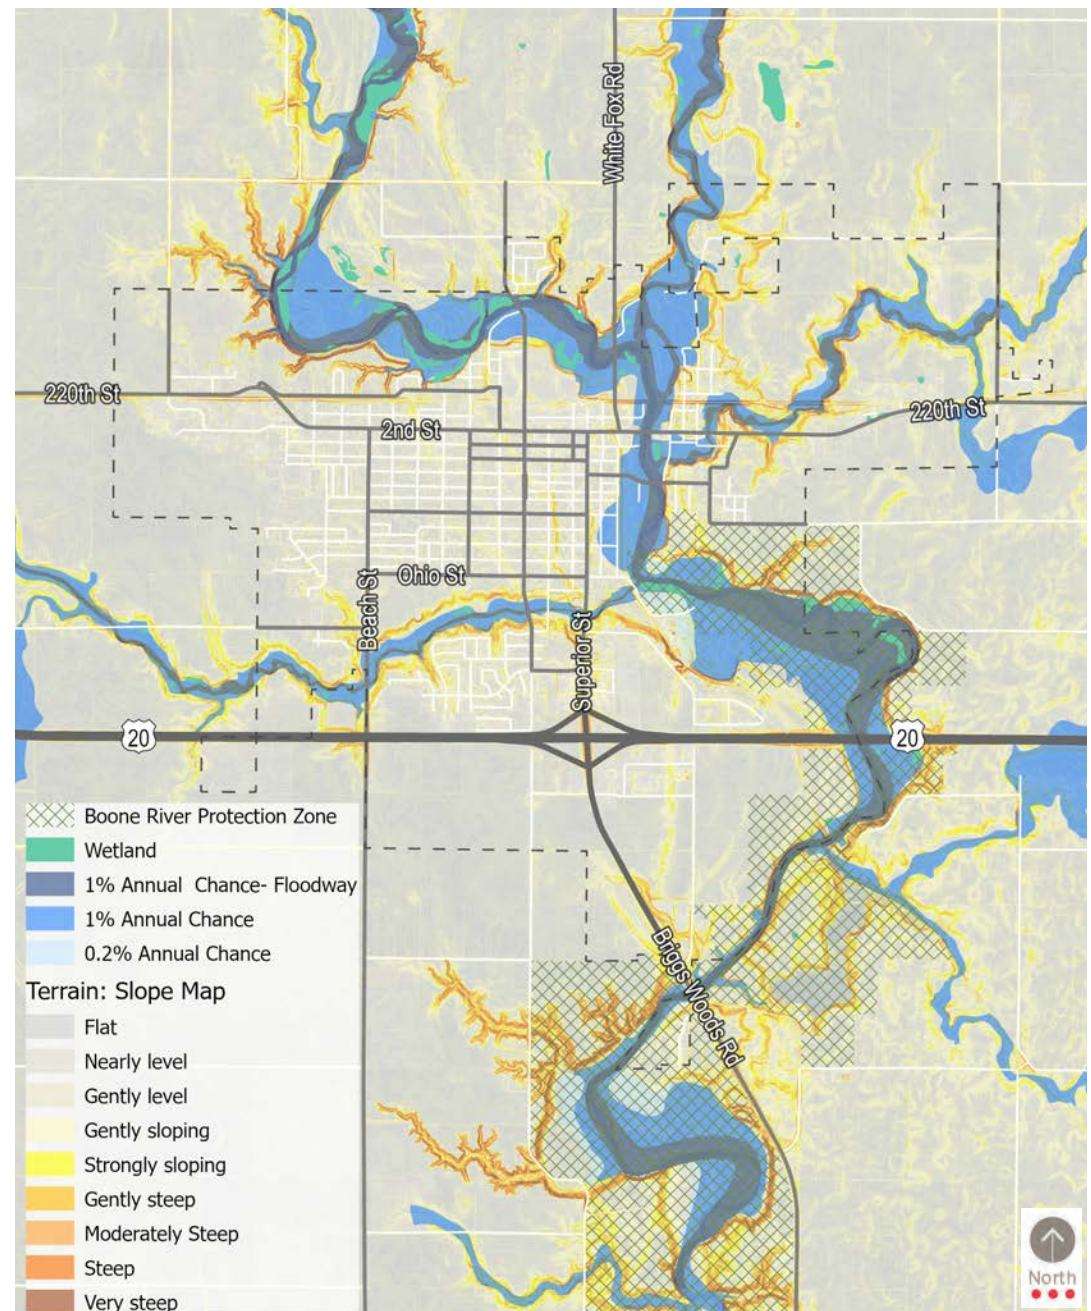 White Fox Rd
220th St
2nd St
220th St
Ohio St
Beach St
Superior St
20
20
Briggs Woods Rd
Boone River Protection Zone
Wetland
1% Annual Chance- Floodway
1% Annual Chance
0.2% Annual Chance
Terrain: Slope Map
Flat
Nearly level
Gently level
Gently sloping
Strongly sloping
Gently steep
Moderately Steep
Steep
Very steep
North